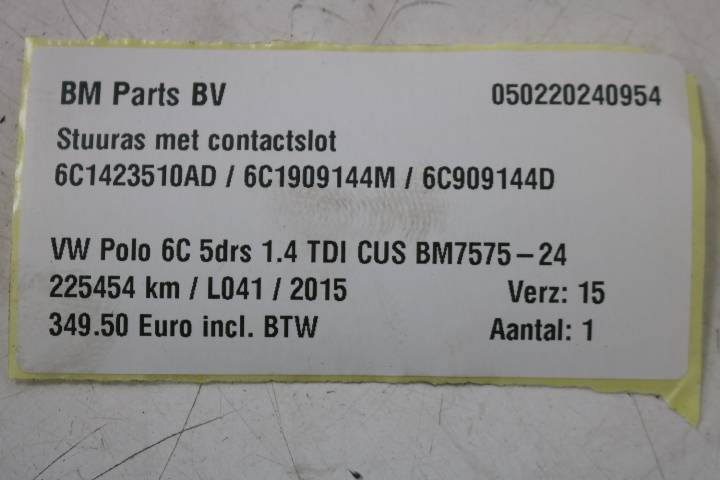 BM Parts BV 050220240954
Stuuras met contactslot
6C1423510AD / 6C1909144M / 6C909144D
VW Polo 6C 5drs 1.4 TDI CUS BM7575-24
225454 km / L041 / 2015 Verz: 15
349.50 Euro incl. BTW Aantal: 1